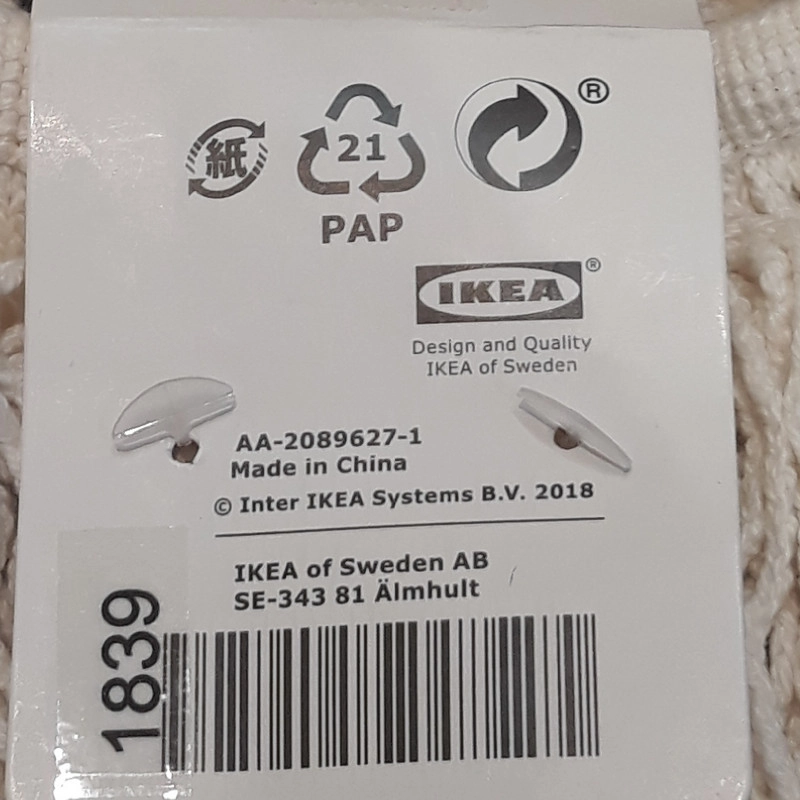 紙
21
PAP
®
IKEA®
Design and Quality
IKEA of Sweden
AA-2089627-1
Made in China
© Inter IKEA Systems B.V. 2018
IKEA of Sweden AB
SE-343 81 Älmhult
1839